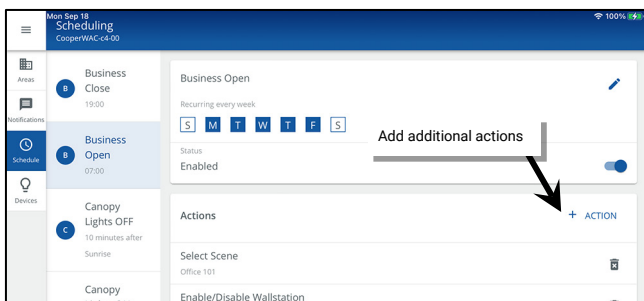 Mon Sep 18
100%
Scheduling
CooperWAC-c4-00
Areas
Notifications
Schedule
Devices
B
Business
Close
19:00
B
Business
Open
07:00
C
Canopy
Lights OFF
10 minutes after
Sunrise
Canopy
Business Open
Recurring every week
S M T W T F S
Status
Enabled
Add additional actions
Actions
+ ACTION
Select Scene
Office 101
Enable/Disable Wallstation